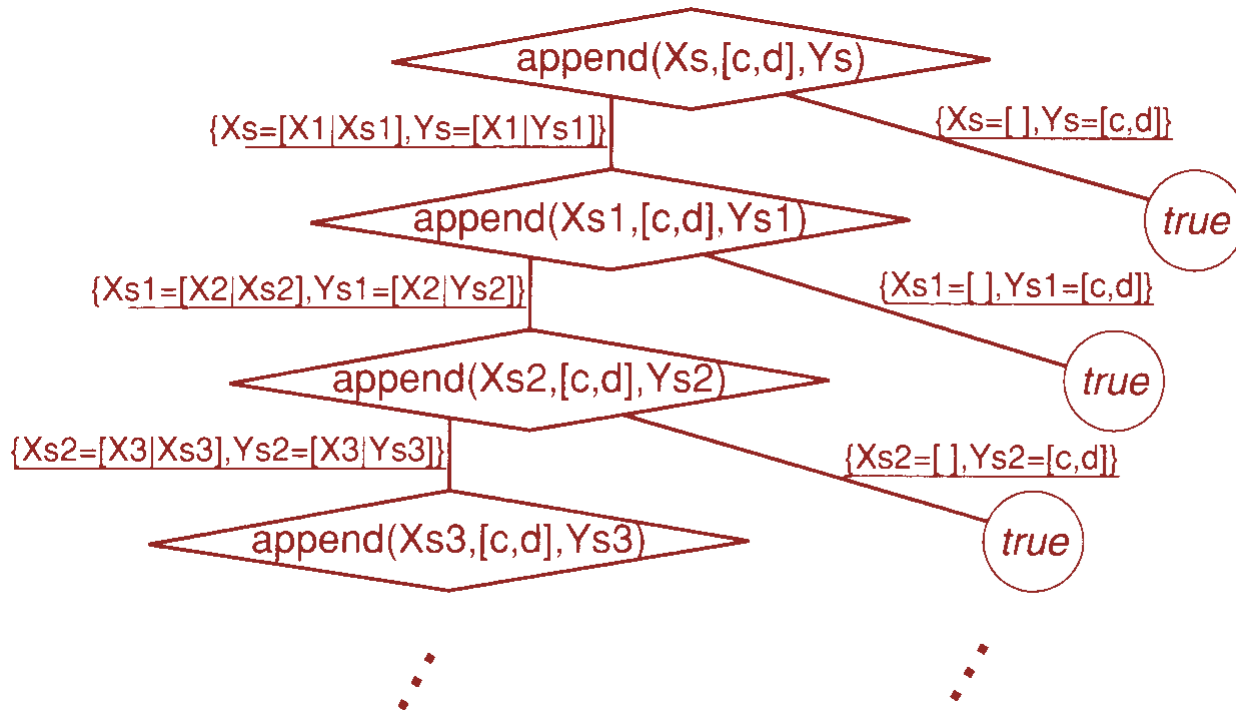 append(Xs,[c,d],Ys)
{Xs=[X1|Xs1],Ys=[X1|Ys1]}
{Xs=[ ],Ys=[c,d]}
append(Xs1,[c,d],Ys1)
true
{Xs1=[X2|Xs2],Ys1=[X2|Ys2]}
{Xs1=[ ],Ys1=[c,d]}
append(Xs2,[c,d],Ys2)
true
{Xs2=[X3|Xs3],Ys2=[X3|Ys3]}
{Xs2=[ ],Ys2=[c,d]}
append(Xs3,[c,d],Ys3)
true